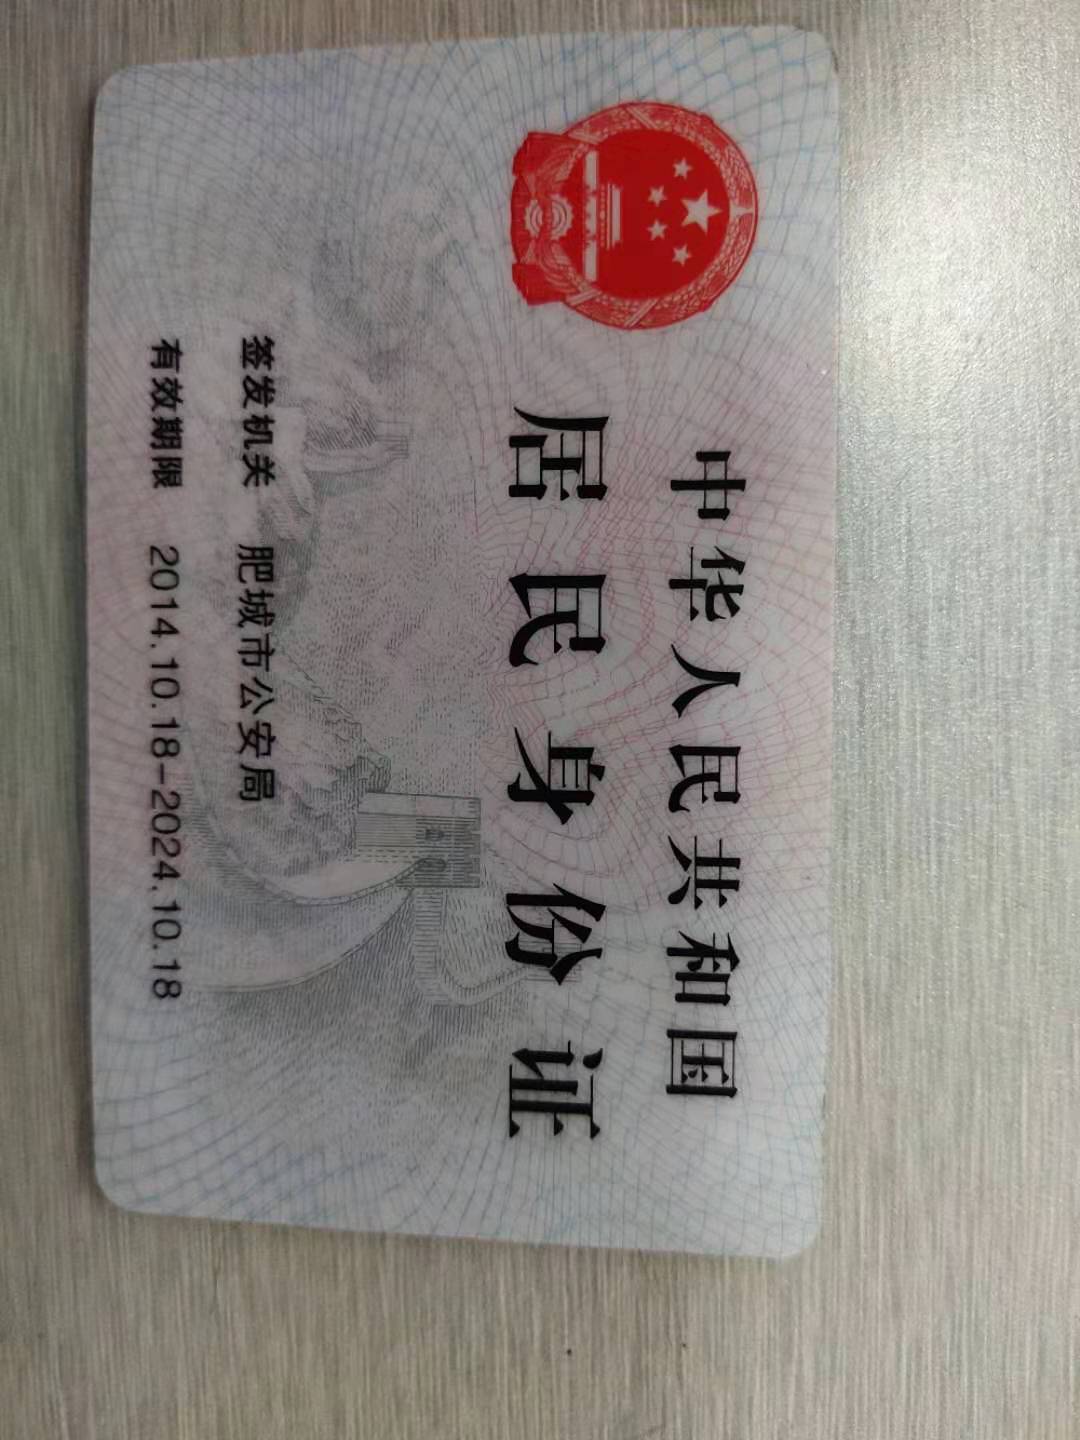 中华人民共和国
居民身份证
签发机关 肥城市公安局
有效期限 2014.10.18-2024.10.18